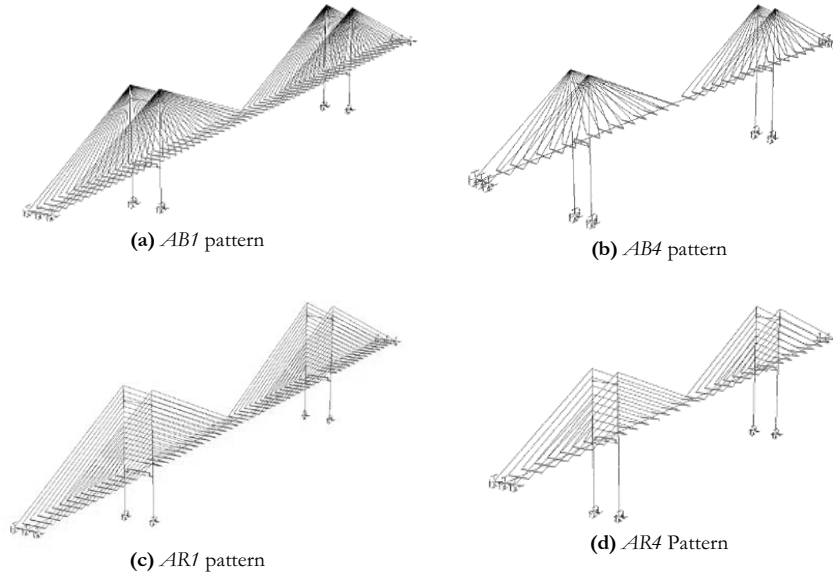 (a) AB1 pattern
(b) AB4 pattern
(c) AR1 pattern
(d) AR4 Pattern